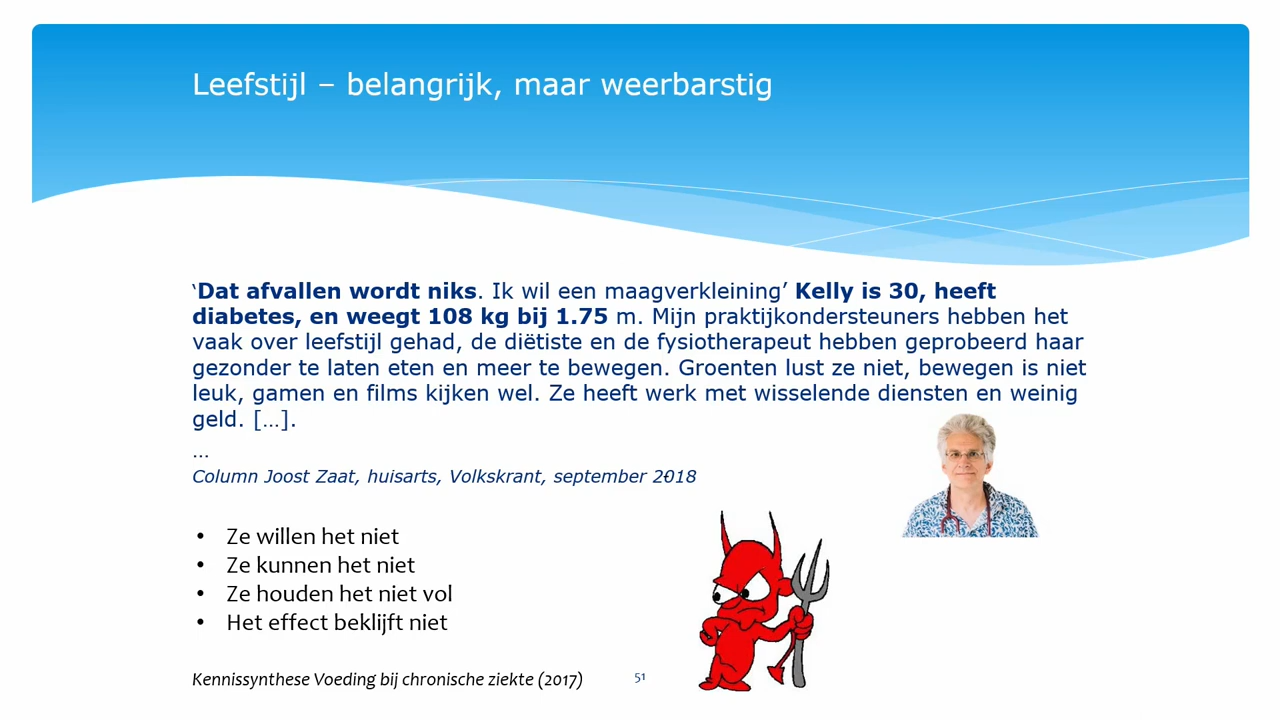 Leefstijl – belangrijk, maar weerbarstig
‘Dat afvallen wordt niks. Ik wil een maagverkleining’ Kelly is 30, heeft
diabetes, en weegt 108 kg bij 1.75 m. Mijn praktijkondersteuners hebben het
vaak over leefstijl gehad, de diëtiste en de fysiotherapeut hebben geprobeerd haar
gezonder te laten eten en meer te bewegen. Groenten lust ze niet, bewegen is niet
leuk, gamen en films kijken wel. Ze heeft werk met wisselende diensten en weinig
geld. […].
…
Column Joost Zaat, huisarts, Volkskrant, september 2018
• Ze willen het niet
• Ze kunnen het niet
• Ze houden het niet vol
• Het effect beklijft niet
Kennissynthese Voeding bij chronische ziekte (2017)
51